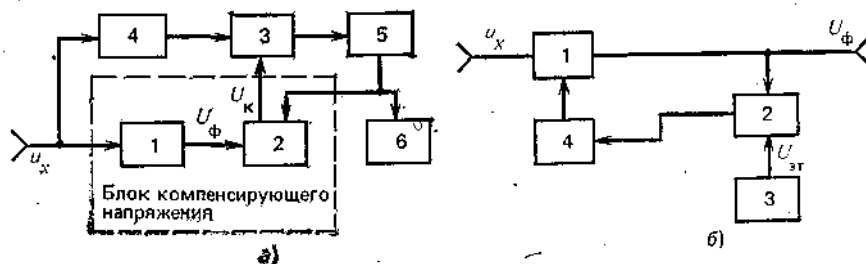 4
3
5
u_x
1
U_ф
2
U_к
6
Блок компенсирующего
напряжения
а)
u_x
1
U_ф
2
4
U_эт
3
б)